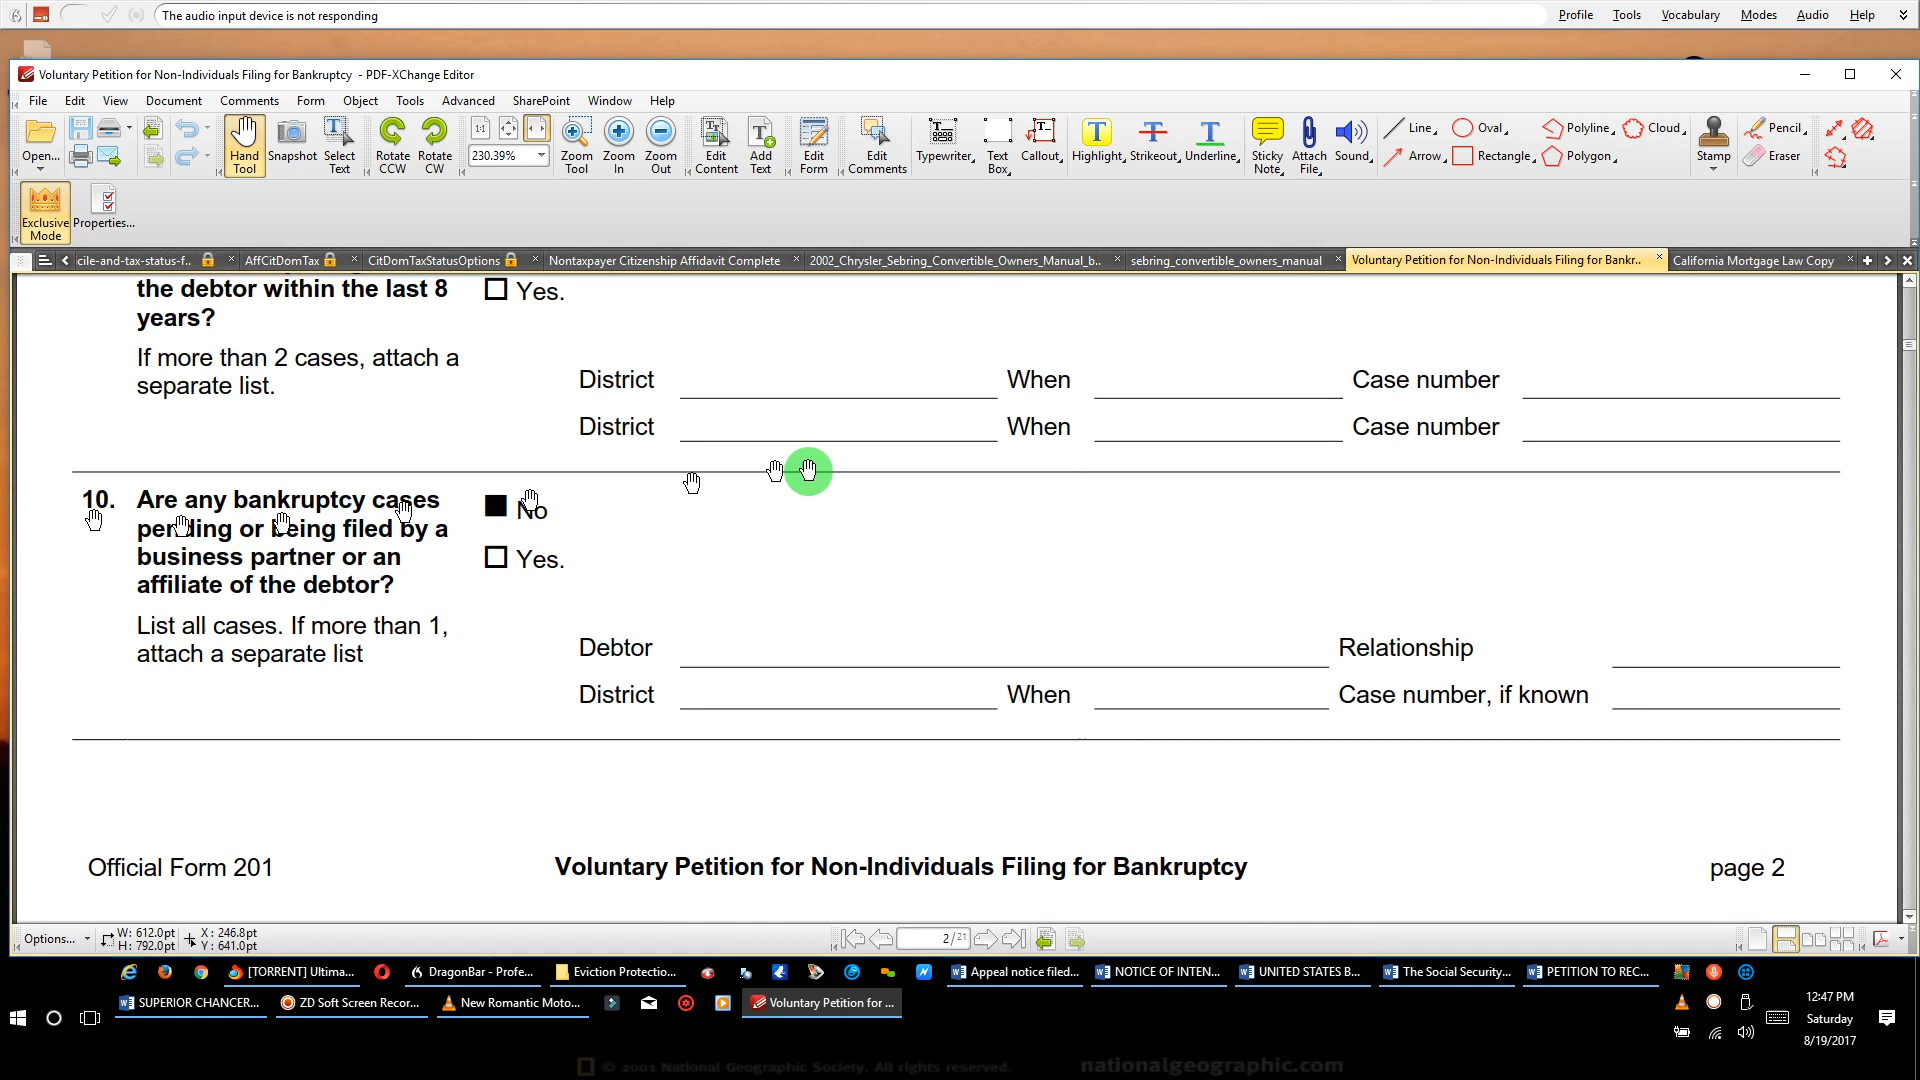 The audio input device is not responding
Profile Tools Vocabulary Modes Audio Help
Voluntary Petition for Non-Individuals Filing for Bankruptcy - PDF-XChange Editor
File Edit View Document Comments Form Object Tools Advanced SharePoint Window Help
Open... Hand Tool Snapshot Select Text Rotate CCW Rotate CW 1:1 230.39% Zoom Tool Zoom In Zoom Out Edit Content Add Text Edit Form Edit Comments Typewriter Text Box Callout Highlight Strikeout Underline Sticky Note Attach File Sound Line Arrow Oval Rectangle Polyline Polygon Cloud Stamp Pencil Eraser
Exclusive Mode Properties...
cile-and-tax-status-f.. AffCitDomTax CitDomTaxStatusOptions Nontaxpayer Citizenship Affidavit Complete 2002_Chrysler_Sebring_Convertible_Owners_Manual_b.. sebring_convertible_owners_manual Voluntary Petition for Non-Individuals Filing for Bankr.. California Mortgage Law Copy
the debtor within the last 8 Yes.
years?
If more than 2 cases, attach a
separate list.
District When Case number
District When Case number
10. Are any bankruptcy cases No
pending or being filed by a
business partner or an Yes.
affiliate of the debtor?
List all cases. If more than 1,
attach a separate list
Debtor Relationship
District When Case number, if known
Official Form 201 Voluntary Petition for Non-Individuals Filing for Bankruptcy page 2
Options... W: 612.0pt X: 246.8pt
H: 792.0pt Y: 641.0pt
2/21
[TORRENT] Ultima... DragonBar - Profe... Eviction Protectio... Appeal notice filed... NOTICE OF INTEN... UNITED STATES B... The Social Security... PETITION TO REC...
SUPERIOR CHANCER... ZD Soft Screen Recor... New Romantic Moto... Voluntary Petition for ...
12:47 PM
Saturday
8/19/2017
© 2001 National Geographic Society. All rights reserved. nationalgeographic.com